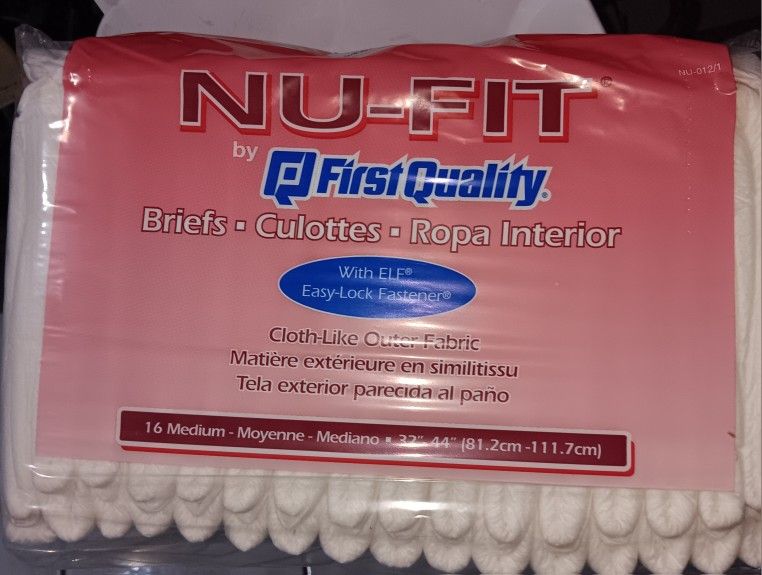 NU-012/1
NU-FIT®
by FirstQuality®
Briefs ▪ Culottes ▪ Ropa Interior
With ELF®
Easy-Lock Fastener®
Cloth-Like Outer Fabric
Matière extérieure en similitissu
Tela exterior parecida al paño
16 Medium - Moyenne - Mediano ▪ 32"-44" (81.2cm -111.7cm)